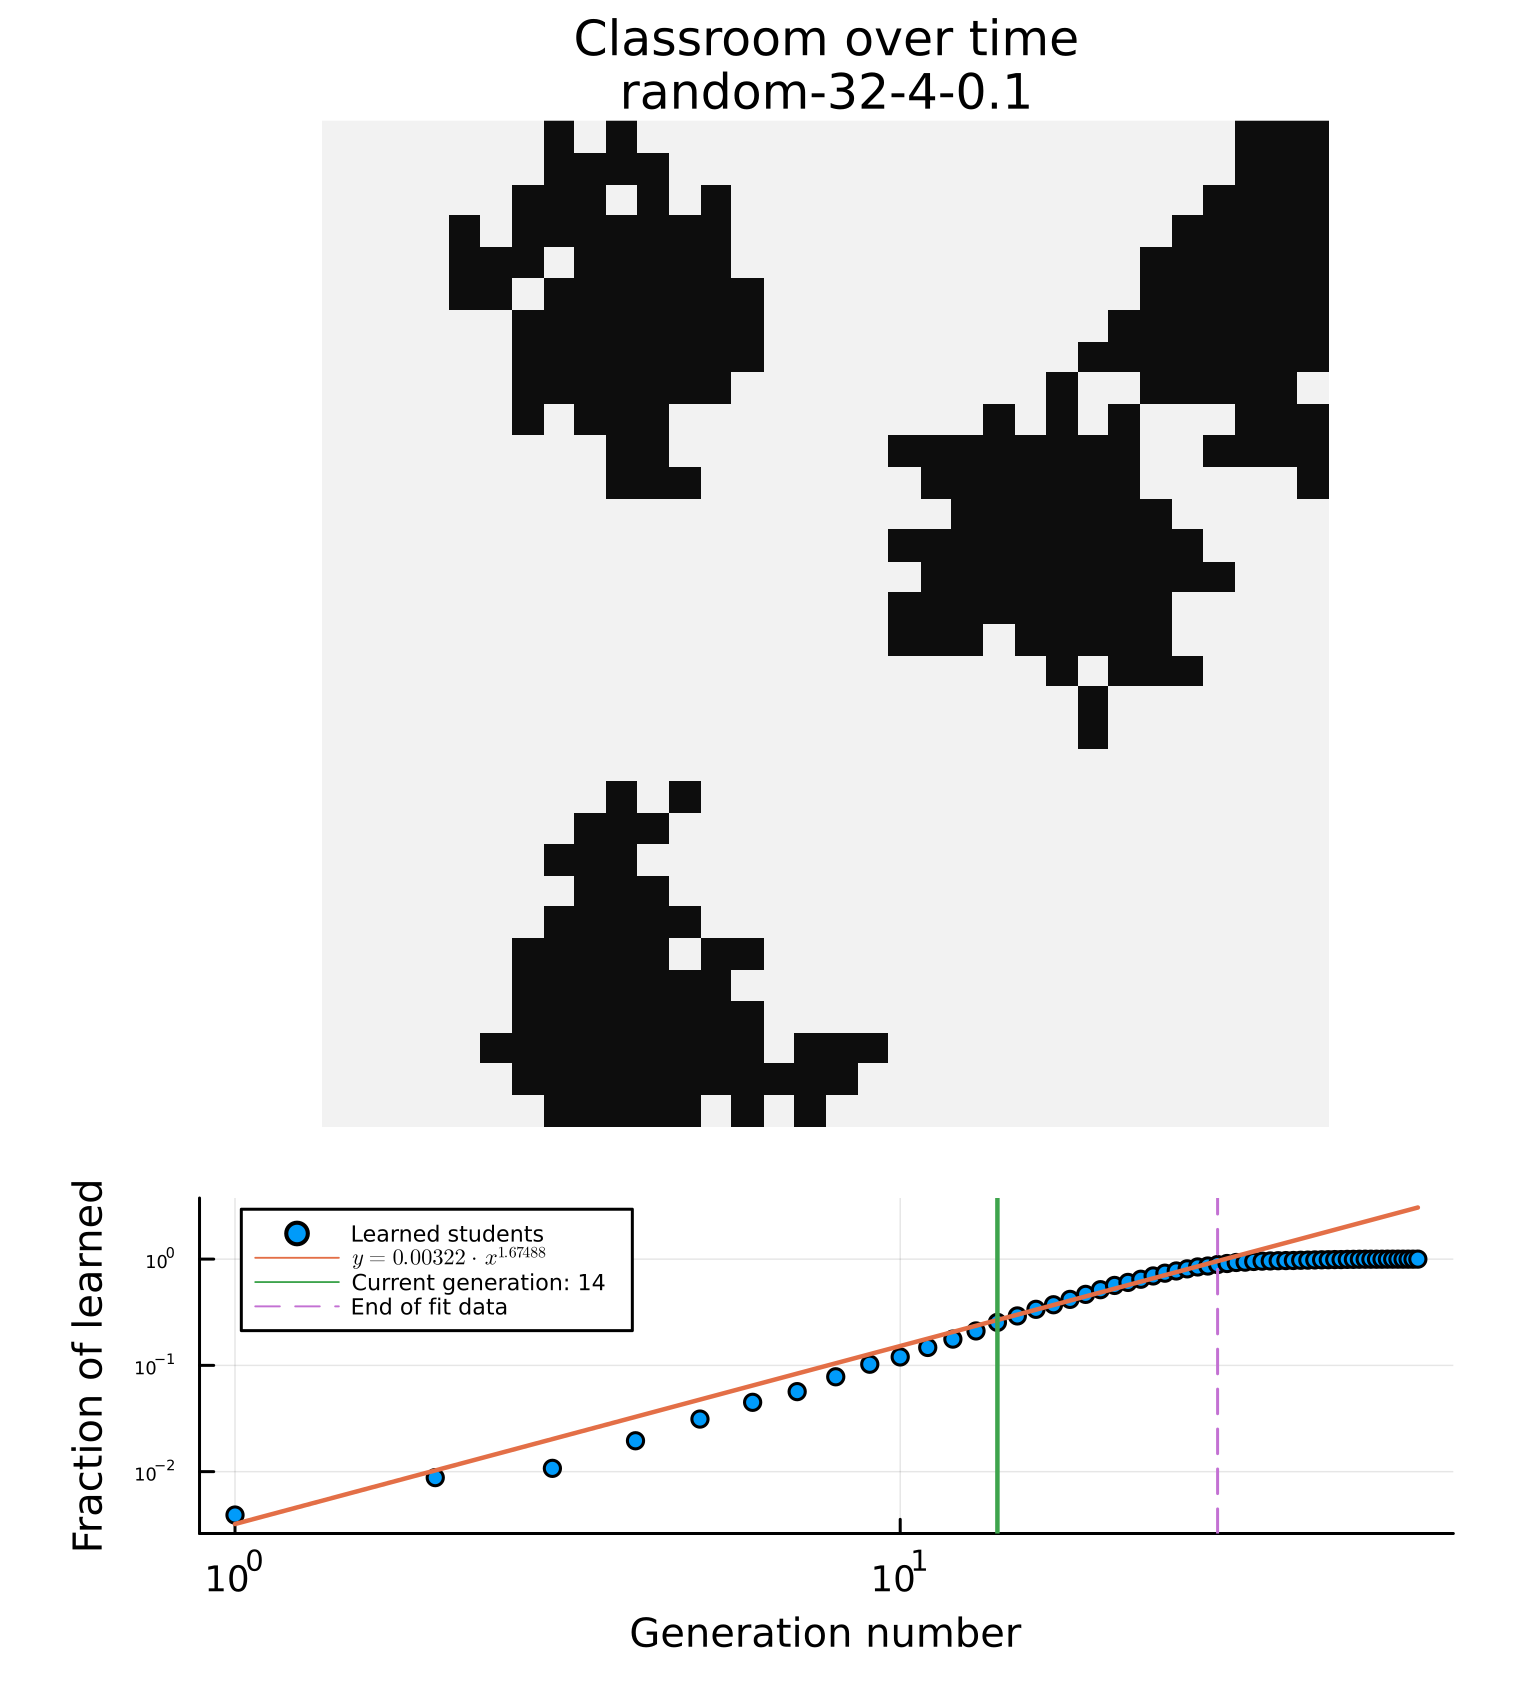 Classroom over time
random-32-4-0.1
Fraction of learned
Learned students
y = 0.00322 · x^1.67488
Current generation: 14
End of fit data
10^0
10^-1
10^-2
10^0
10^1
Generation number